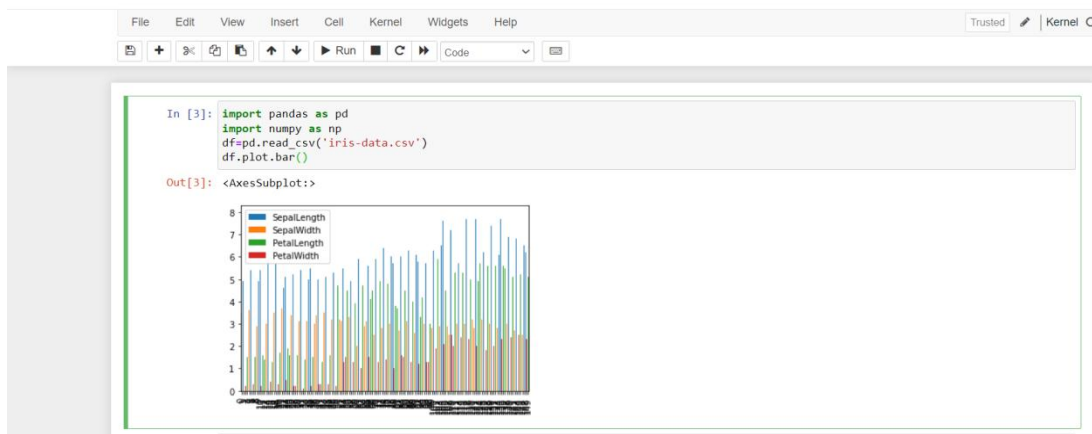 File Edit View Insert Cell Kernel Widgets Help
Trusted Kernel
Run Code
In [3]: import pandas as pd
import numpy as np
df=pd.read_csv('iris-data.csv')
df.plot.bar()
Out[3]: <AxesSubplot:>
8
SepalLength
7
SepalWidth
PetalLength
6
PetalWidth
5
4
3
2
1
0